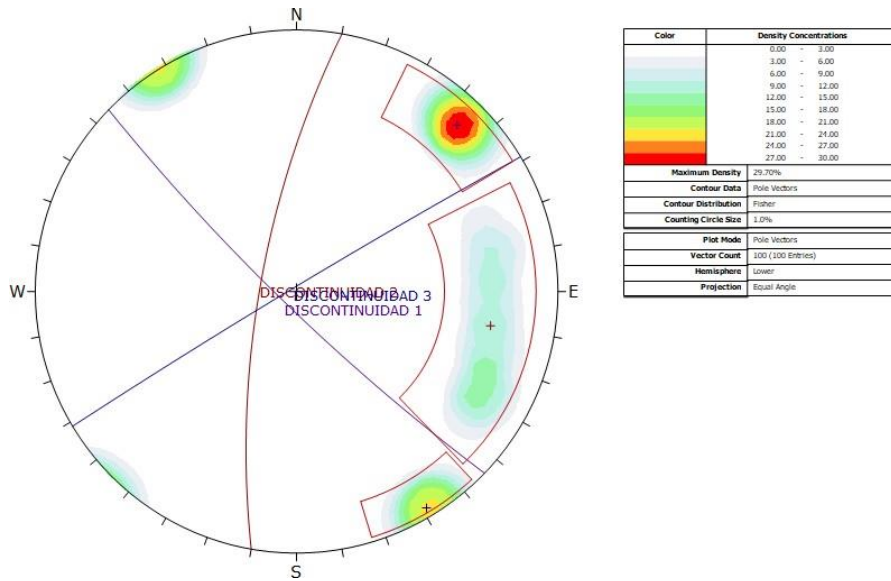 N
W
E
S
DISCONTINUIDAD 2
DISCONTINUIDAD 3
DISCONTINUIDAD 1
Color Density Concentrations
0.00 - 3.00
3.00 - 6.00
6.00 - 9.00
9.00 - 12.00
12.00 - 15.00
15.00 - 18.00
18.00 - 21.00
21.00 - 24.00
24.00 - 27.00
27.00 - 30.00
Maximum Density 29.70%
Contour Data Pole Vectors
Contour Distribution Fisher
Counting Circle Size 1.0%
Plot Mode Pole Vectors
Vector Count 100 (100 Entries)
Hemisphere Lower
Projection Equal Angle